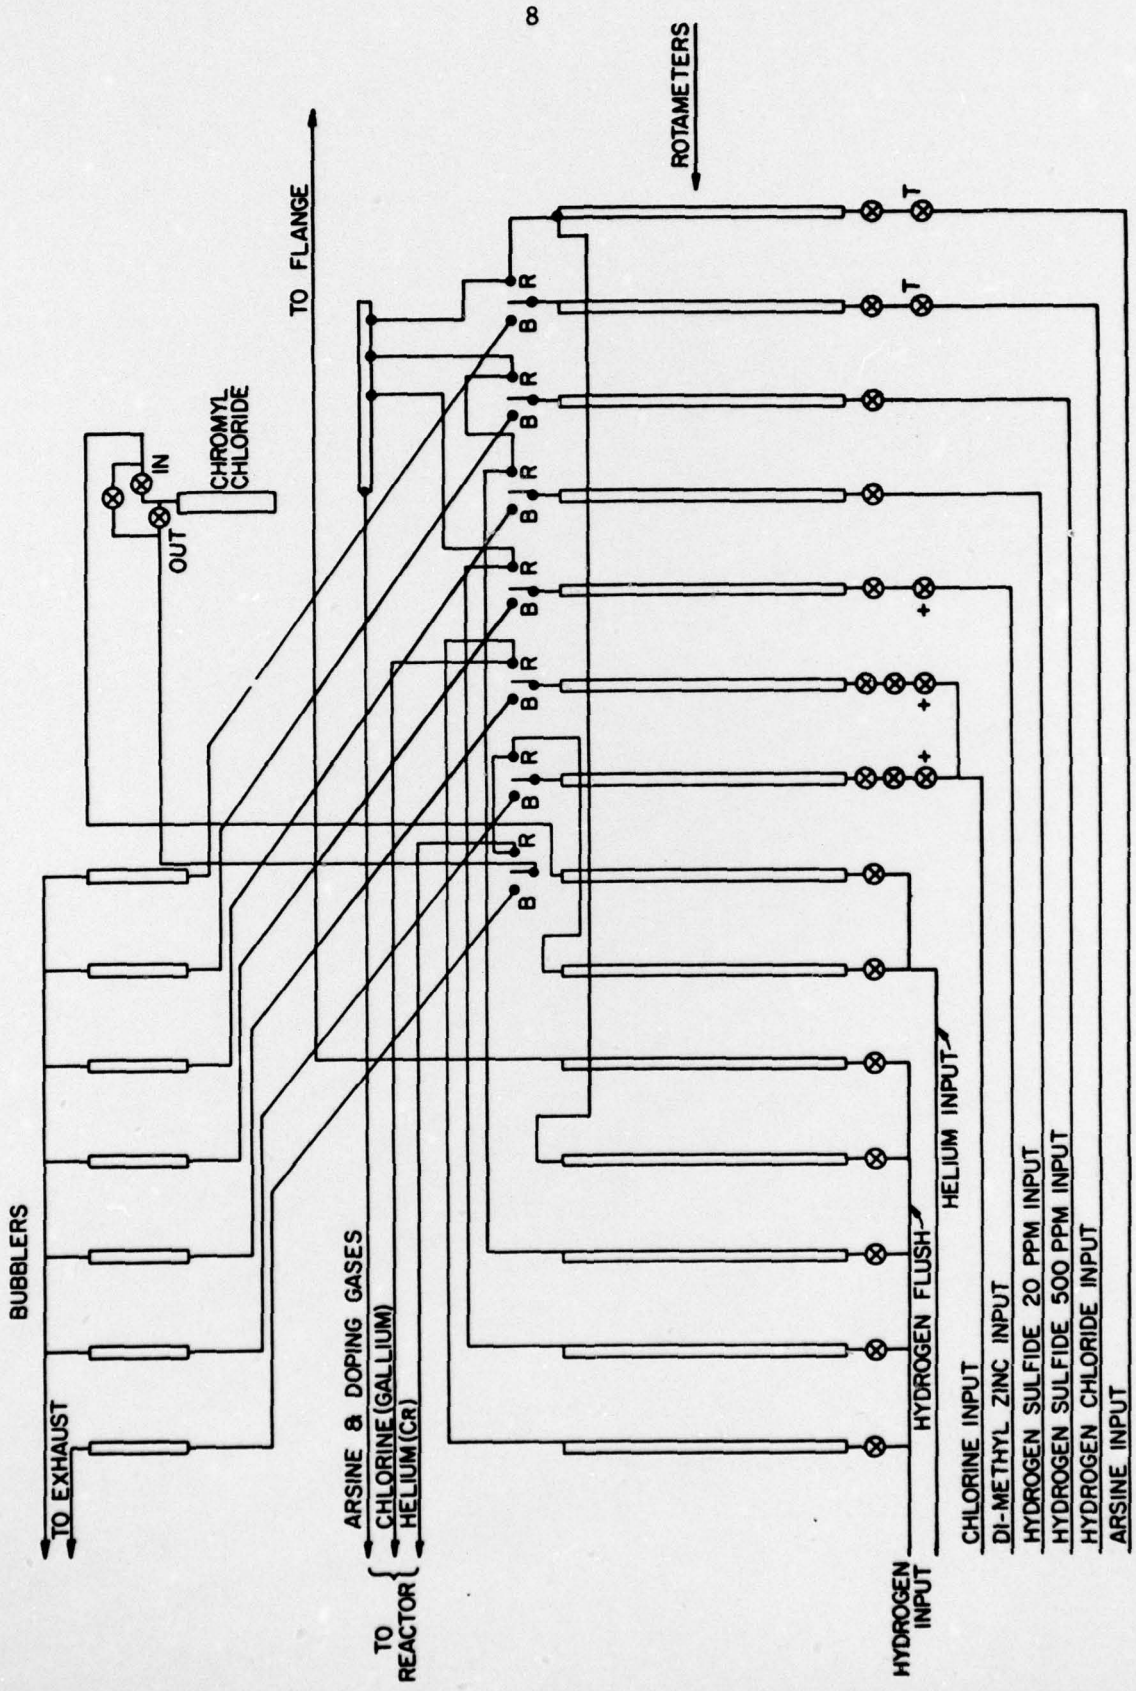 8
BUBBLERS
TO EXHAUST
OUT
IN
CHROMYL
CHLORIDE
TO FLANGE
ARSINE & DOPING GASES
CHLORINE (GALLIUM)
HELIUM (CR)
TO
REACTOR
B
R
B
R
B
R
B
R
B
R
B
R
B
R
ROTAMETERS
+
+
+
T
T
HYDROGEN
INPUT
HYDROGEN FLUSH
HELIUM INPUT
CHLORINE INPUT
DI-METHYL ZINC INPUT
HYDROGEN SULFIDE 20 PPM INPUT
HYDROGEN SULFIDE 500 PPM INPUT
HYDROGEN CHLORIDE INPUT
ARSINE INPUT